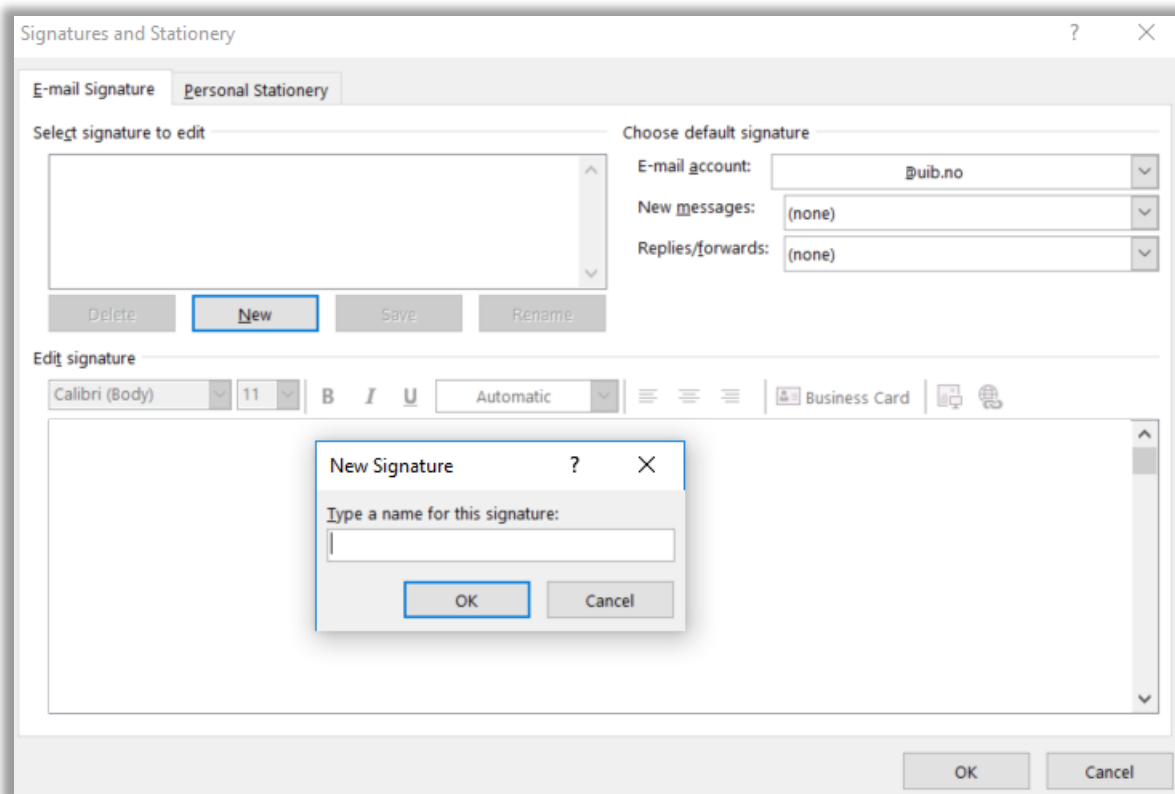 Signatures and Stationery ?
E-mail Signature Personal Stationery
Select signature to edit
Choose default signature
E-mail account: @uib.no
New messages: (none)
Replies/forwards: (none)
Delete New Save Rename
Edit signature
Calibri (Body) 11 B I U Automatic Business Card
New Signature ?
Type a name for this signature:
OK Cancel
OK Cancel